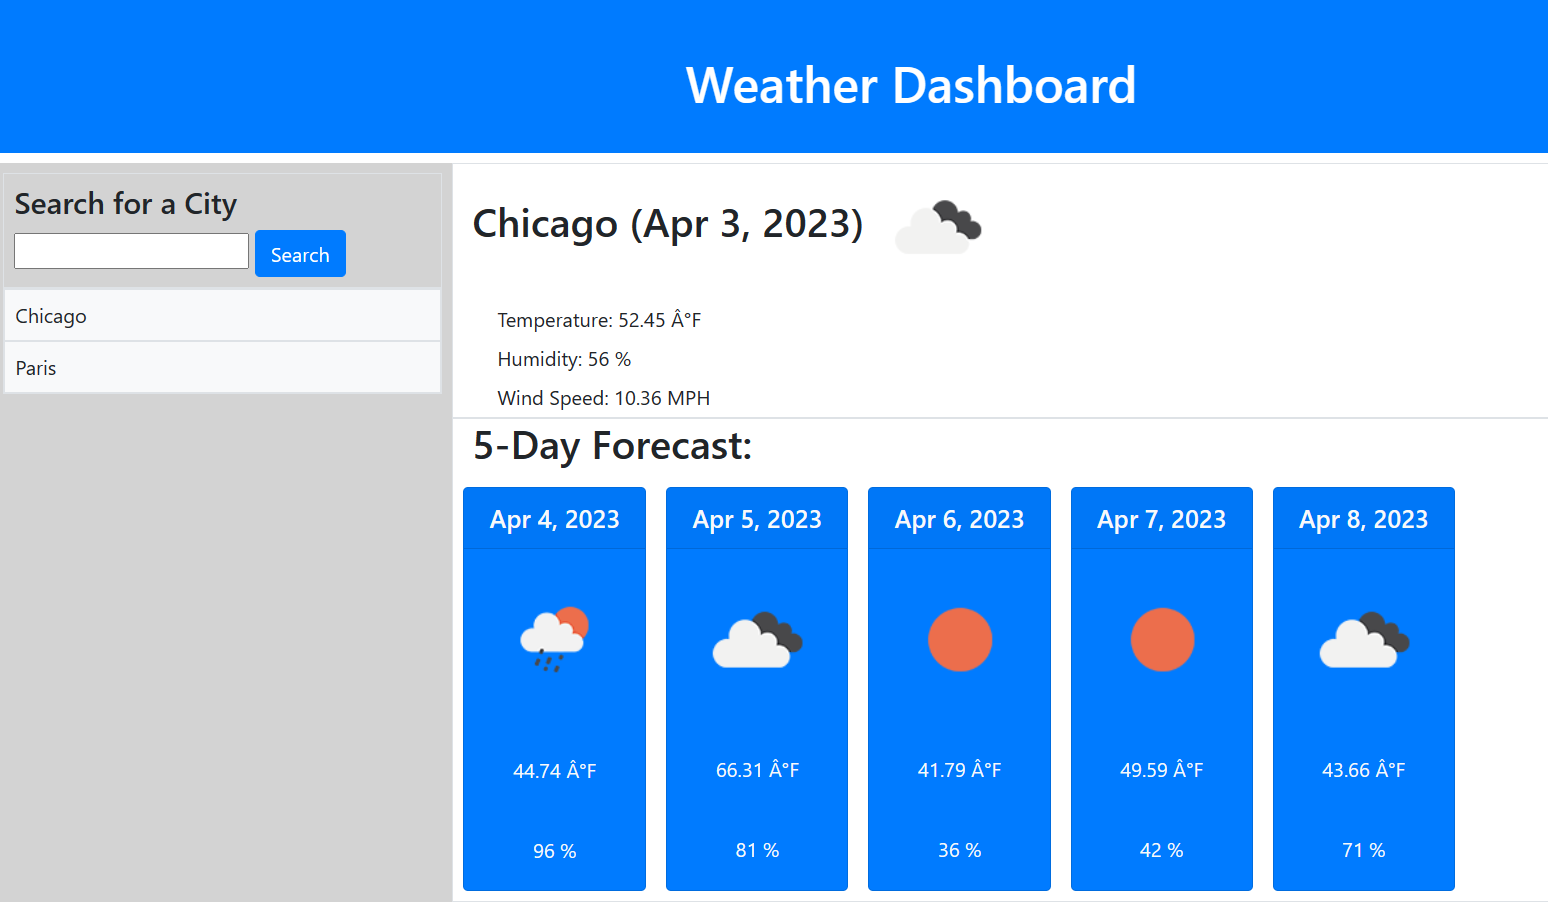 Weather Dashboard
Search for a City
Search
Chicago
Paris
Chicago (Apr 3, 2023)
Temperature: 52.45 Â°F
Humidity: 56 %
Wind Speed: 10.36 MPH
5-Day Forecast:
Apr 4, 2023
44.74 Â°F
96 %
Apr 5, 2023
66.31 Â°F
81 %
Apr 6, 2023
41.79 Â°F
36 %
Apr 7, 2023
49.59 Â°F
42 %
Apr 8, 2023
43.66 Â°F
71 %